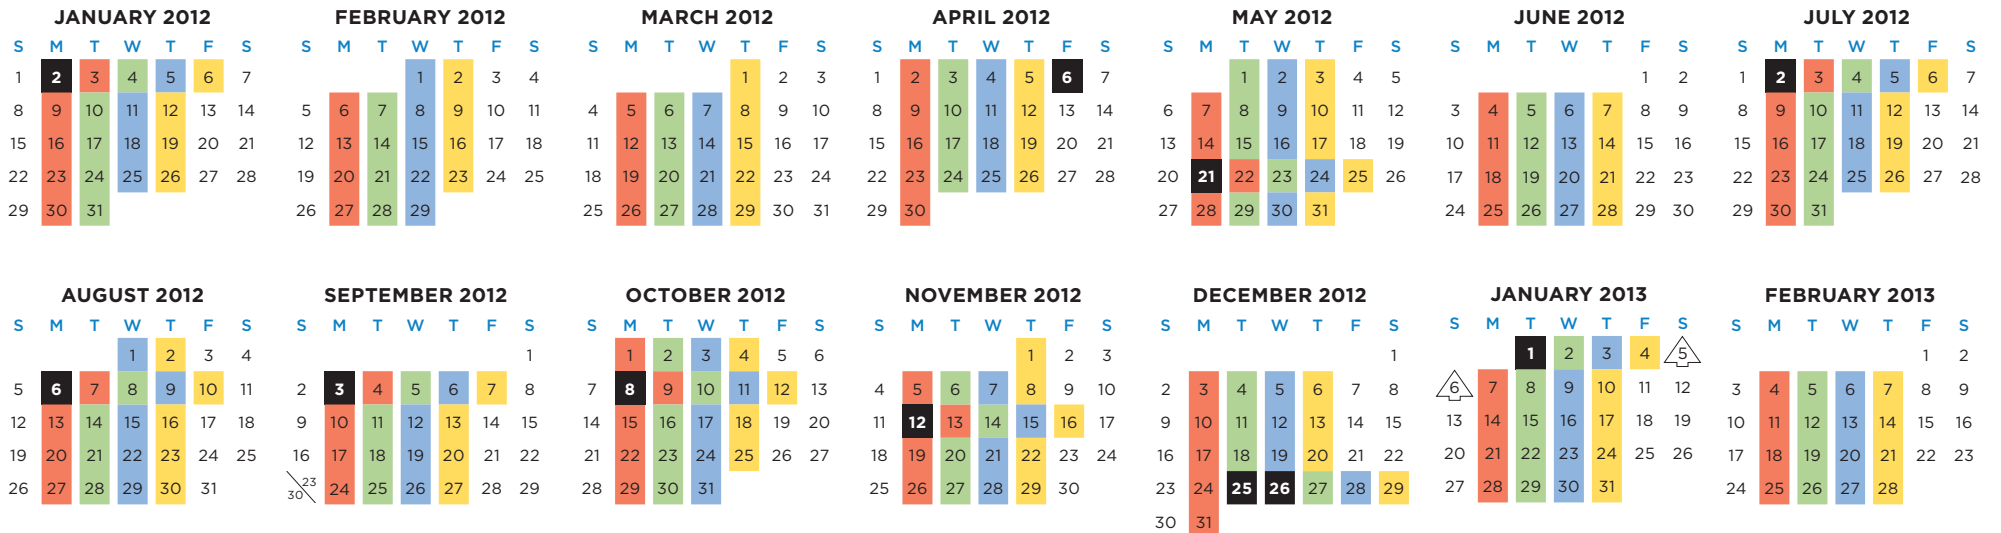 JANUARY 2012 FEBRUARY 2012 MARCH 2012 APRIL 2012 MAY 2012 JUNE 2012 JULY 2012
S M T W T F S S M T W T F S S M T W T F S S M T W T F S S M T W T F S S M T W T F S S M T W T F S
1 2 3 4 5 6 7 1 2 3 4 1 2 3 1 2 3 4 5 6 7 1 2 3 4 5 1 2 1 2 3 4 5 6 7
8 9 10 11 12 13 14 5 6 7 8 9 10 11 4 5 6 7 8 9 10 8 9 10 11 12 13 14 6 7 8 9 10 11 12 3 4 5 6 7 8 9 8 9 10 11 12 13 14
15 16 17 18 19 20 21 12 13 14 15 16 17 18 11 12 13 14 15 16 17 15 16 17 18 19 20 21 13 14 15 16 17 18 19 10 11 12 13 14 15 16 15 16 17 18 19 20 21
22 23 24 25 26 27 28 19 20 21 22 23 24 25 18 19 20 21 22 23 24 22 23 24 25 26 27 28 20 21 22 23 24 25 26 17 18 19 20 21 22 23 22 23 24 25 26 27 28
29 30 31 26 27 28 29 25 26 27 28 29 30 31 29 30 27 28 29 30 31 24 25 26 27 28 29 30 29 30 31
AUGUST 2012 SEPTEMBER 2012 OCTOBER 2012 NOVEMBER 2012 DECEMBER 2012 JANUARY 2013 FEBRUARY 2013
S M T W T F S S M T W T F S S M T W T F S S M T W T F S S M T W T F S S M T W T F S S M T W T F S
1 2 3 4 1 1 2 3 4 5 6 1 2 3 1 1 2 3 4 5 1 2
5 6 7 8 9 10 11 2 3 4 5 6 7 8 7 8 9 10 11 12 13 4 5 6 7 8 9 10 2 3 4 5 6 7 8 6 7 8 9 10 11 12 3 4 5 6 7 8 9
12 13 14 15 16 17 18 9 10 11 12 13 14 15 14 15 16 17 18 19 20 11 12 13 14 15 16 17 9 10 11 12 13 14 15 13 14 15 16 17 18 19 10 11 12 13 14 15 16
19 20 21 22 23 24 25 16 17 18 19 20 21 22 21 22 23 24 25 26 27 18 19 20 21 22 23 24 16 17 18 19 20 21 22 20 21 22 23 24 25 26 17 18 19 20 21 22 23
26 27 28 29 30 31 23 30 24 25 26 27 28 29 28 29 30 31 25 26 27 28 29 30 23 24 25 26 27 28 29 27 28 29 30 31 24 25 26 27 28
30 31